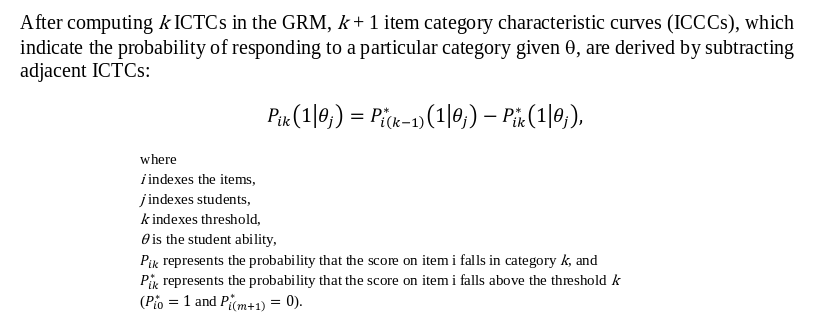 After computing k ICTCs in the GRM, k + 1 item category characteristic curves (ICCCs), which
indicate the probability of responding to a particular category given θ, are derived by subtracting
adjacent ICTCs:
P_{ik}(1|θ_j) = P^*_{i(k−1)}(1|θ_j) − P^*_{ik}(1|θ_j),
where
i indexes the items,
j indexes students,
k indexes threshold,
θ is the student ability,
P_{ik} represents the probability that the score on item i falls in category k, and
P^*_{ik} represents the probability that the score on item i falls above the threshold k
(P^*_{i0} = 1 and P^*_{i(m+1)} = 0).